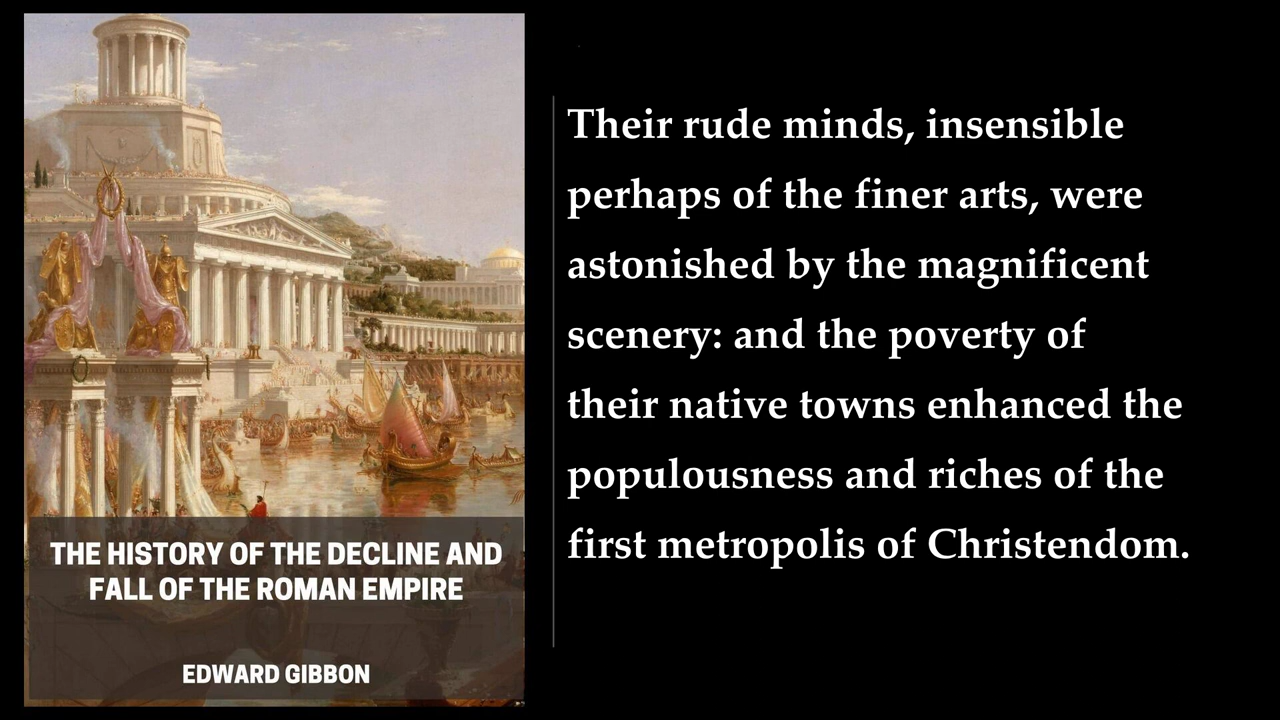 THE HISTORY OF THE DECLINE AND
FALL OF THE ROMAN EMPIRE
EDWARD GIBBON
Their rude minds, insensible
perhaps of the finer arts, were
astonished by the magnificent
scenery: and the poverty of
their native towns enhanced the
populousness and riches of the
first metropolis of Christendom.